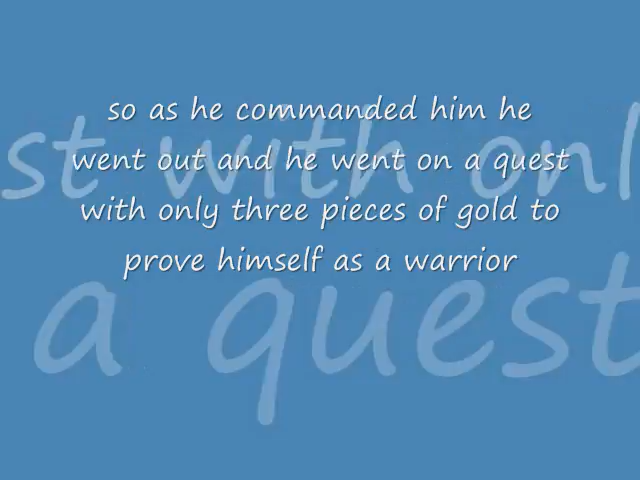 so as he commanded him he
went out and he went on a quest
with only three pieces of gold to
prove himself as a warrior
st with onl
a quest